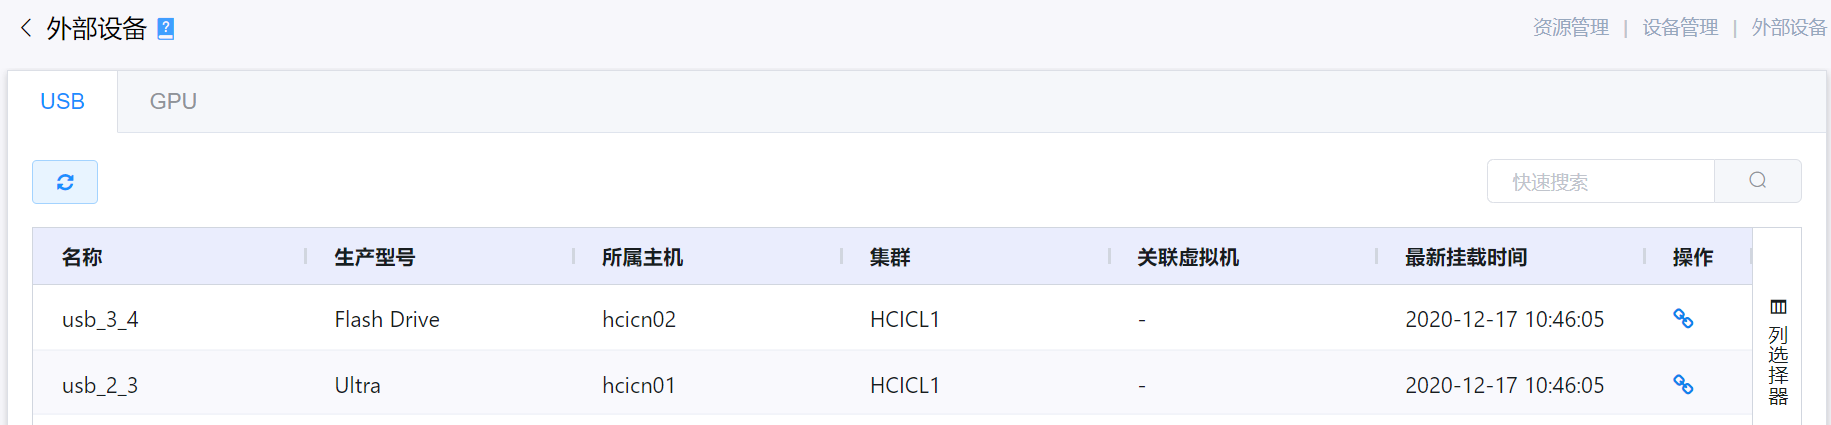 外部设备 ?
资源管理 | 设备管理 | 外部设备
USB GPU
快速搜索
名称 生产型号 所属主机 集群 关联虚拟机 最新挂载时间 操作
usb_3_4 Flash Drive hcicn02 HCICL1 - 2020-12-17 10:46:05
usb_2_3 Ultra hcicn01 HCICL1 - 2020-12-17 10:46:05
列选择器